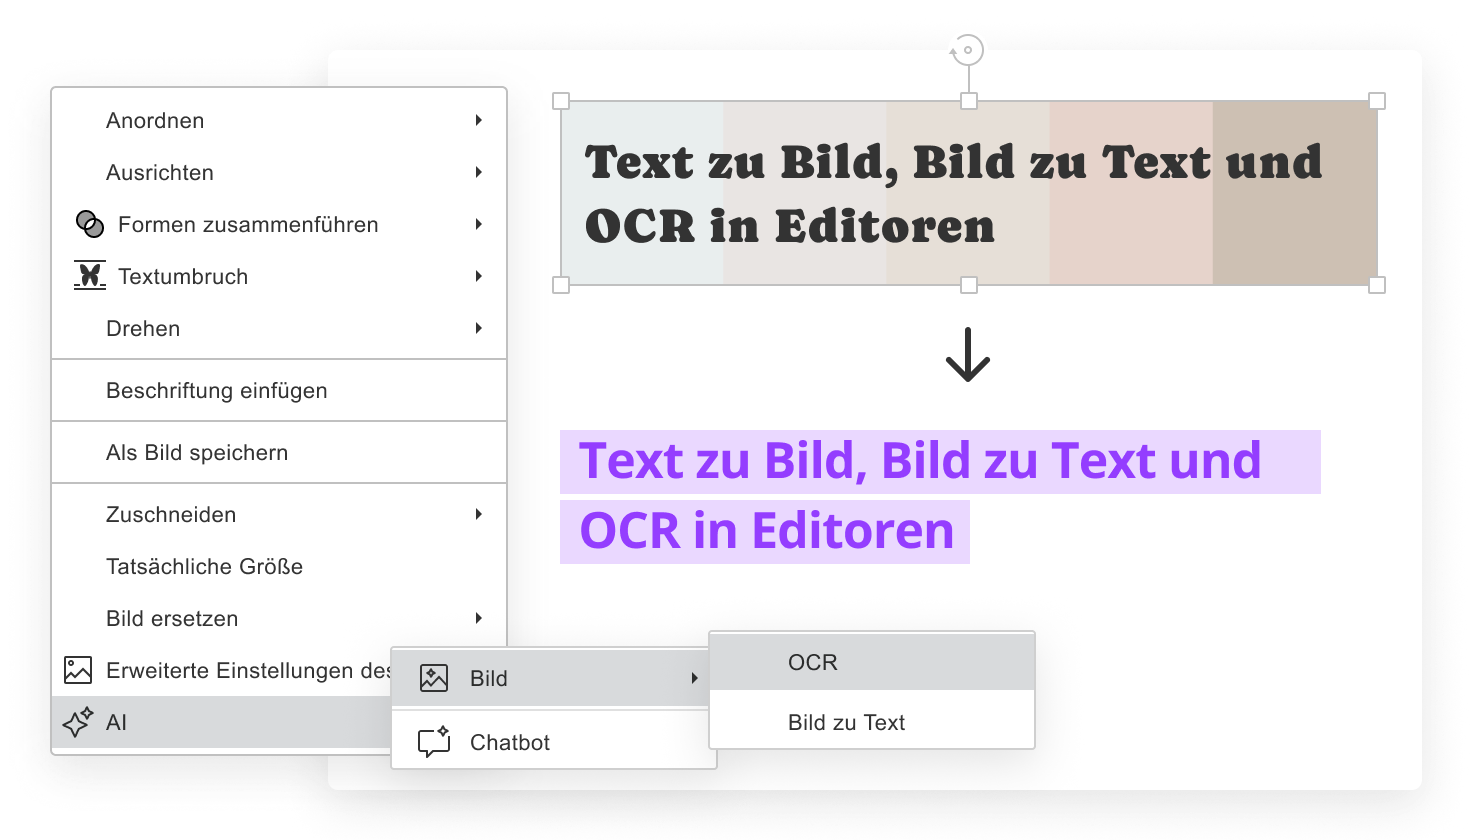 Anordnen
Ausrichten
Formen zusammenführen
Textumbruch
Drehen
Beschriftung einfügen
Als Bild speichern
Zuschneiden
Tatsächliche Größe
Bild ersetzen
Erweiterte Einstellungen des
AI
Bild
Chatbot
OCR
Bild zu Text
Text zu Bild, Bild zu Text und
OCR in Editoren
Text zu Bild, Bild zu Text und
OCR in Editoren